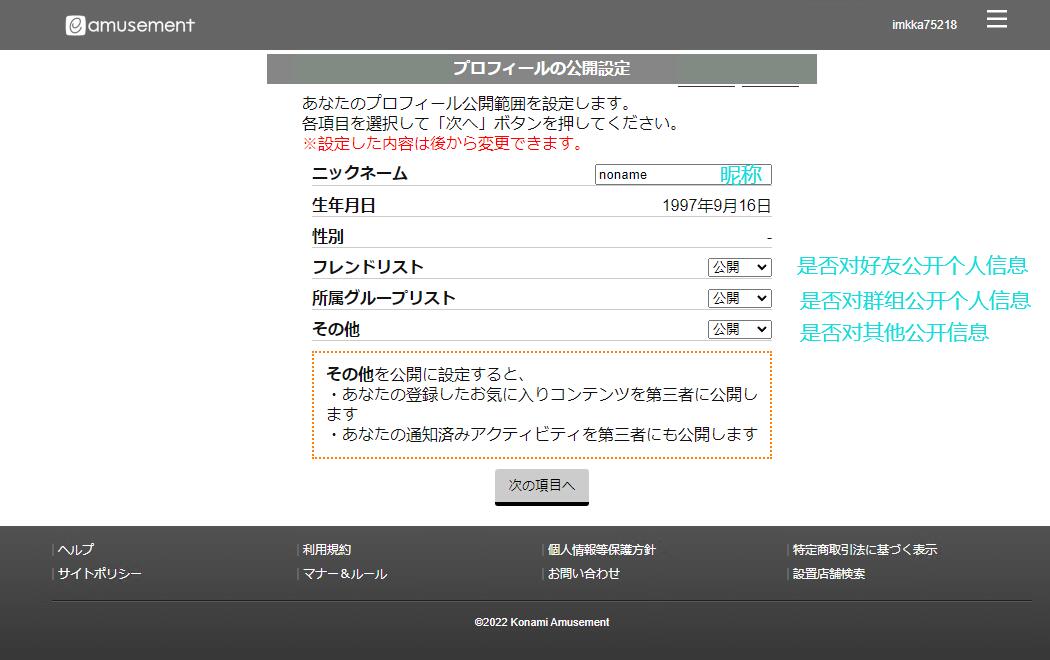 e amusement
imkka75218
プロフィールの公開設定
あなたのプロフィール公開範囲を設定します。
各項目を選択して「次へ」ボタンを押してください。
※設定した内容は後から変更できます。
ニックネーム noname 昵称
生年月日 1997年9月16日
性別 -
フレンドリスト 公開 是否对好友公开个人信息
所属グループリスト 公開 是否对群组公开个人信息
その他 公開 是否对其他公开信息
その他を公開に設定すると、
・あなたの登録したお気に入りコンテンツを第三者に公開し
ます
・あなたの通知済みアクティビティを第三者にも公開します
次の項目へ
ヘルプ 利用規約 個人情報等保護方針 特定商取引法に基づく表示
サイトポリシー マナー＆ルール お問い合わせ 設置店舗検索
©2022 Konami Amusement